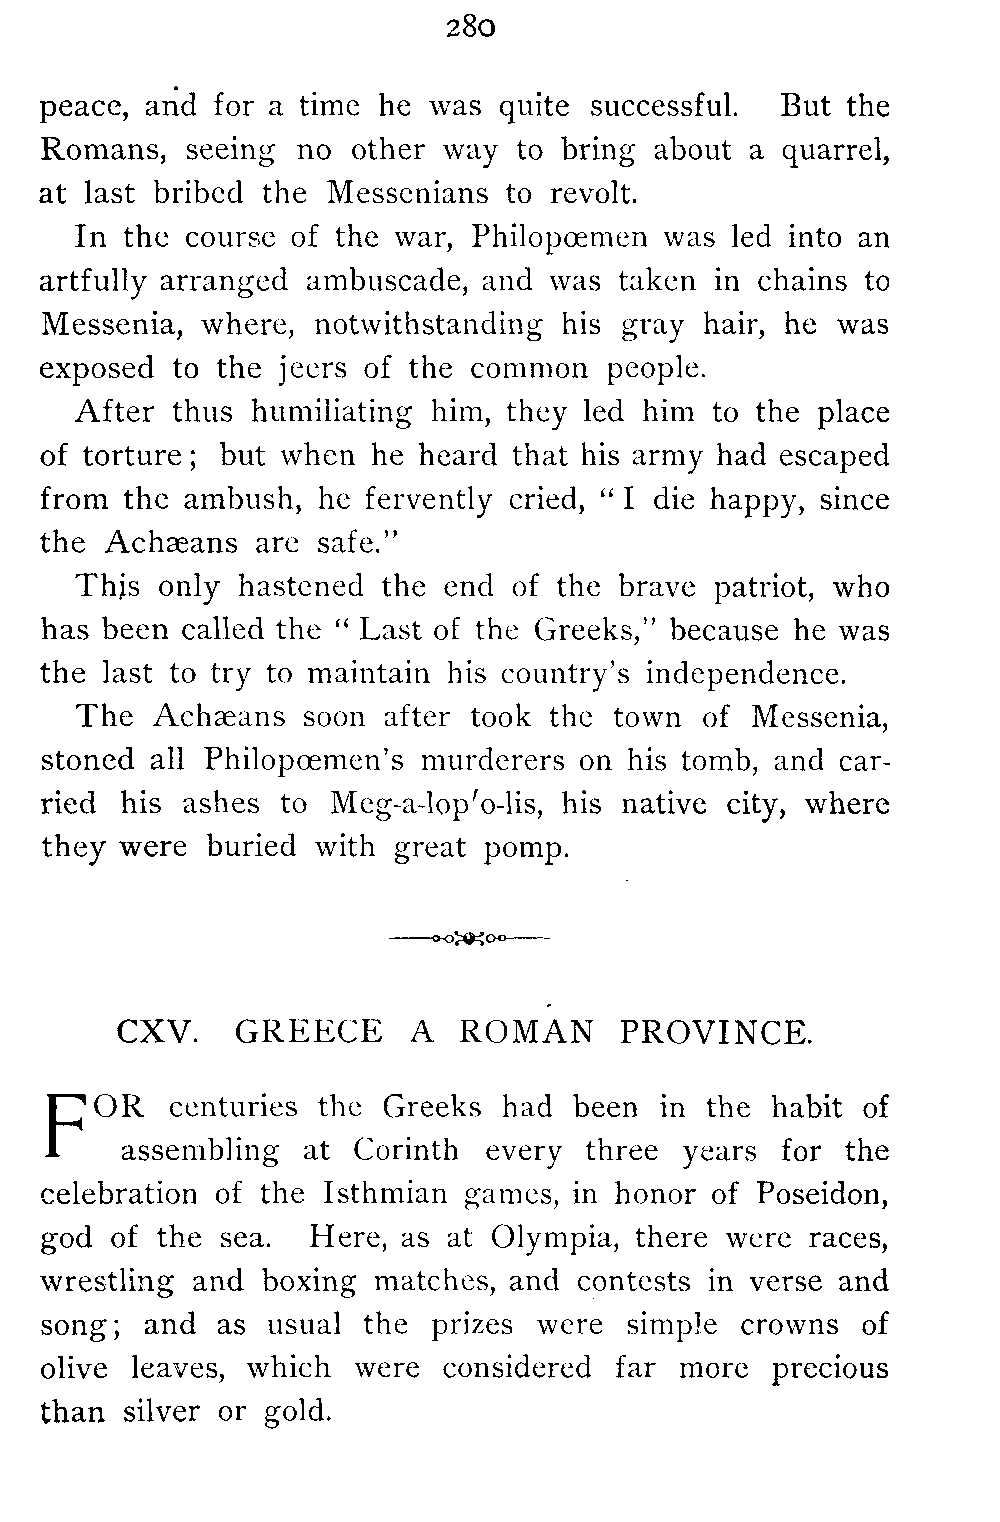 280
peace, and for a time he was quite successful. But the
Romans, seeing no other way to bring about a quarrel,
at last bribed the Messenians to revolt.
In the course of the war, Philopœmen was led into an
artfully arranged ambuscade, and was taken in chains to
Messenia, where, notwithstanding his gray hair, he was
exposed to the jeers of the common people.
After thus humiliating him, they led him to the place
of torture; but when he heard that his army had escaped
from the ambush, he fervently cried, “I die happy, since
the Achæans are safe.”
This only hastened the end of the brave patriot, who
has been called the “Last of the Greeks,” because he was
the last to try to maintain his country's independence.
The Achæans soon after took the town of Messenia,
stoned all Philopœmen's murderers on his tomb, and car-
ried his ashes to Meg-a-lop′o-lis, his native city, where
they were buried with great pomp.
CXV. GREECE A ROMAN PROVINCE.
FOR centuries the Greeks had been in the habit of
assembling at Corinth every three years for the
celebration of the Isthmian games, in honor of Poseidon,
god of the sea. Here, as at Olympia, there were races,
wrestling and boxing matches, and contests in verse and
song; and as usual the prizes were simple crowns of
olive leaves, which were considered far more precious
than silver or gold.